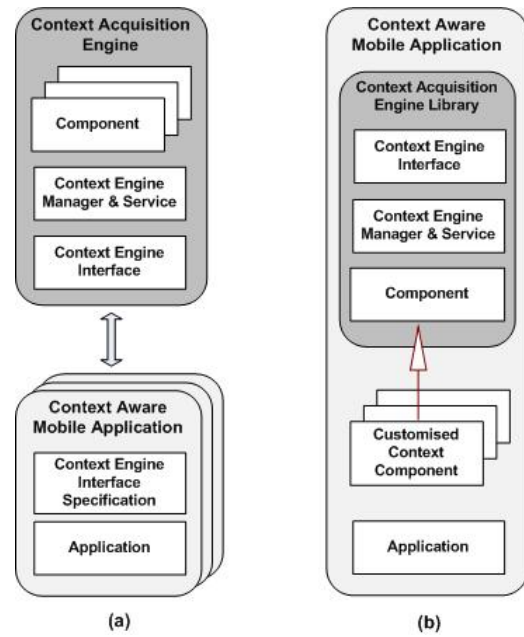 Context Acquisition
Engine
Component
Context Engine
Manager & Service
Context Engine
Interface
Context Aware
Mobile Application
Context Engine
Interface
Specification
Application
(a)
Context Aware
Mobile Application
Context Acquisition
Engine Library
Context Engine
Interface
Context Engine
Manager & Service
Component
Customised
Context
Component
Application
(b)